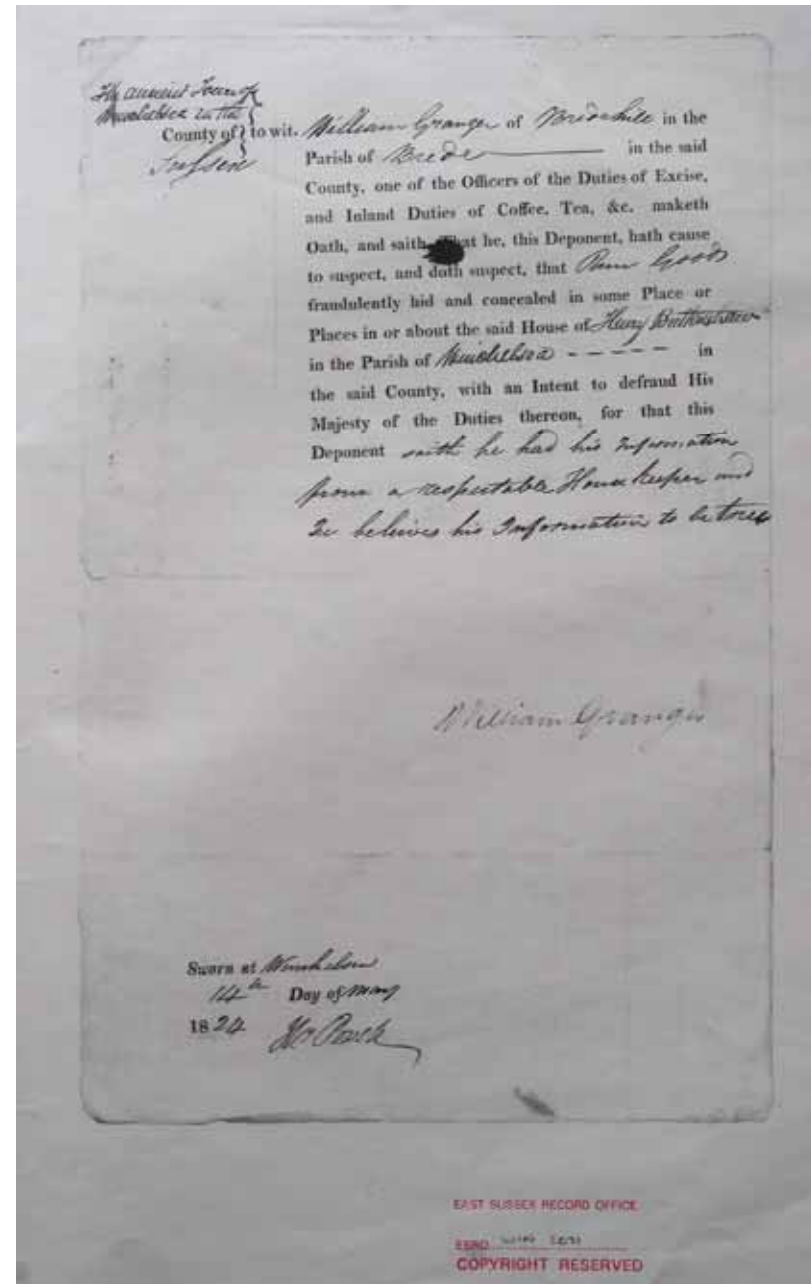 The ancient Town of
Winchelsea in the
County of } to wit. William Granger of in the
Sussex
Parish of Brede in the said
County, one of the Officers of the Duties of Excise,
and Inland Duties of Coffee, Tea, &c. maketh
Oath, and saith, That he, this Deponent, hath cause
to suspect, and doth suspect, that Run Goods
fraudulently hid and concealed in some Place or
Places in or about the said House of Henry
in the Parish of Winchelsea - - - - - in
the said County, with an Intent to defraud His
Majesty of the Duties thereon, for that this
Deponent saith he had his Information
from a respectable House keeper and
he believes his Information to be true
William Granger
Sworn at Winchelsea
14th Day of May
1824
EAST SUSSEX RECORD OFFICE
ESRO
COPYRIGHT RESERVED